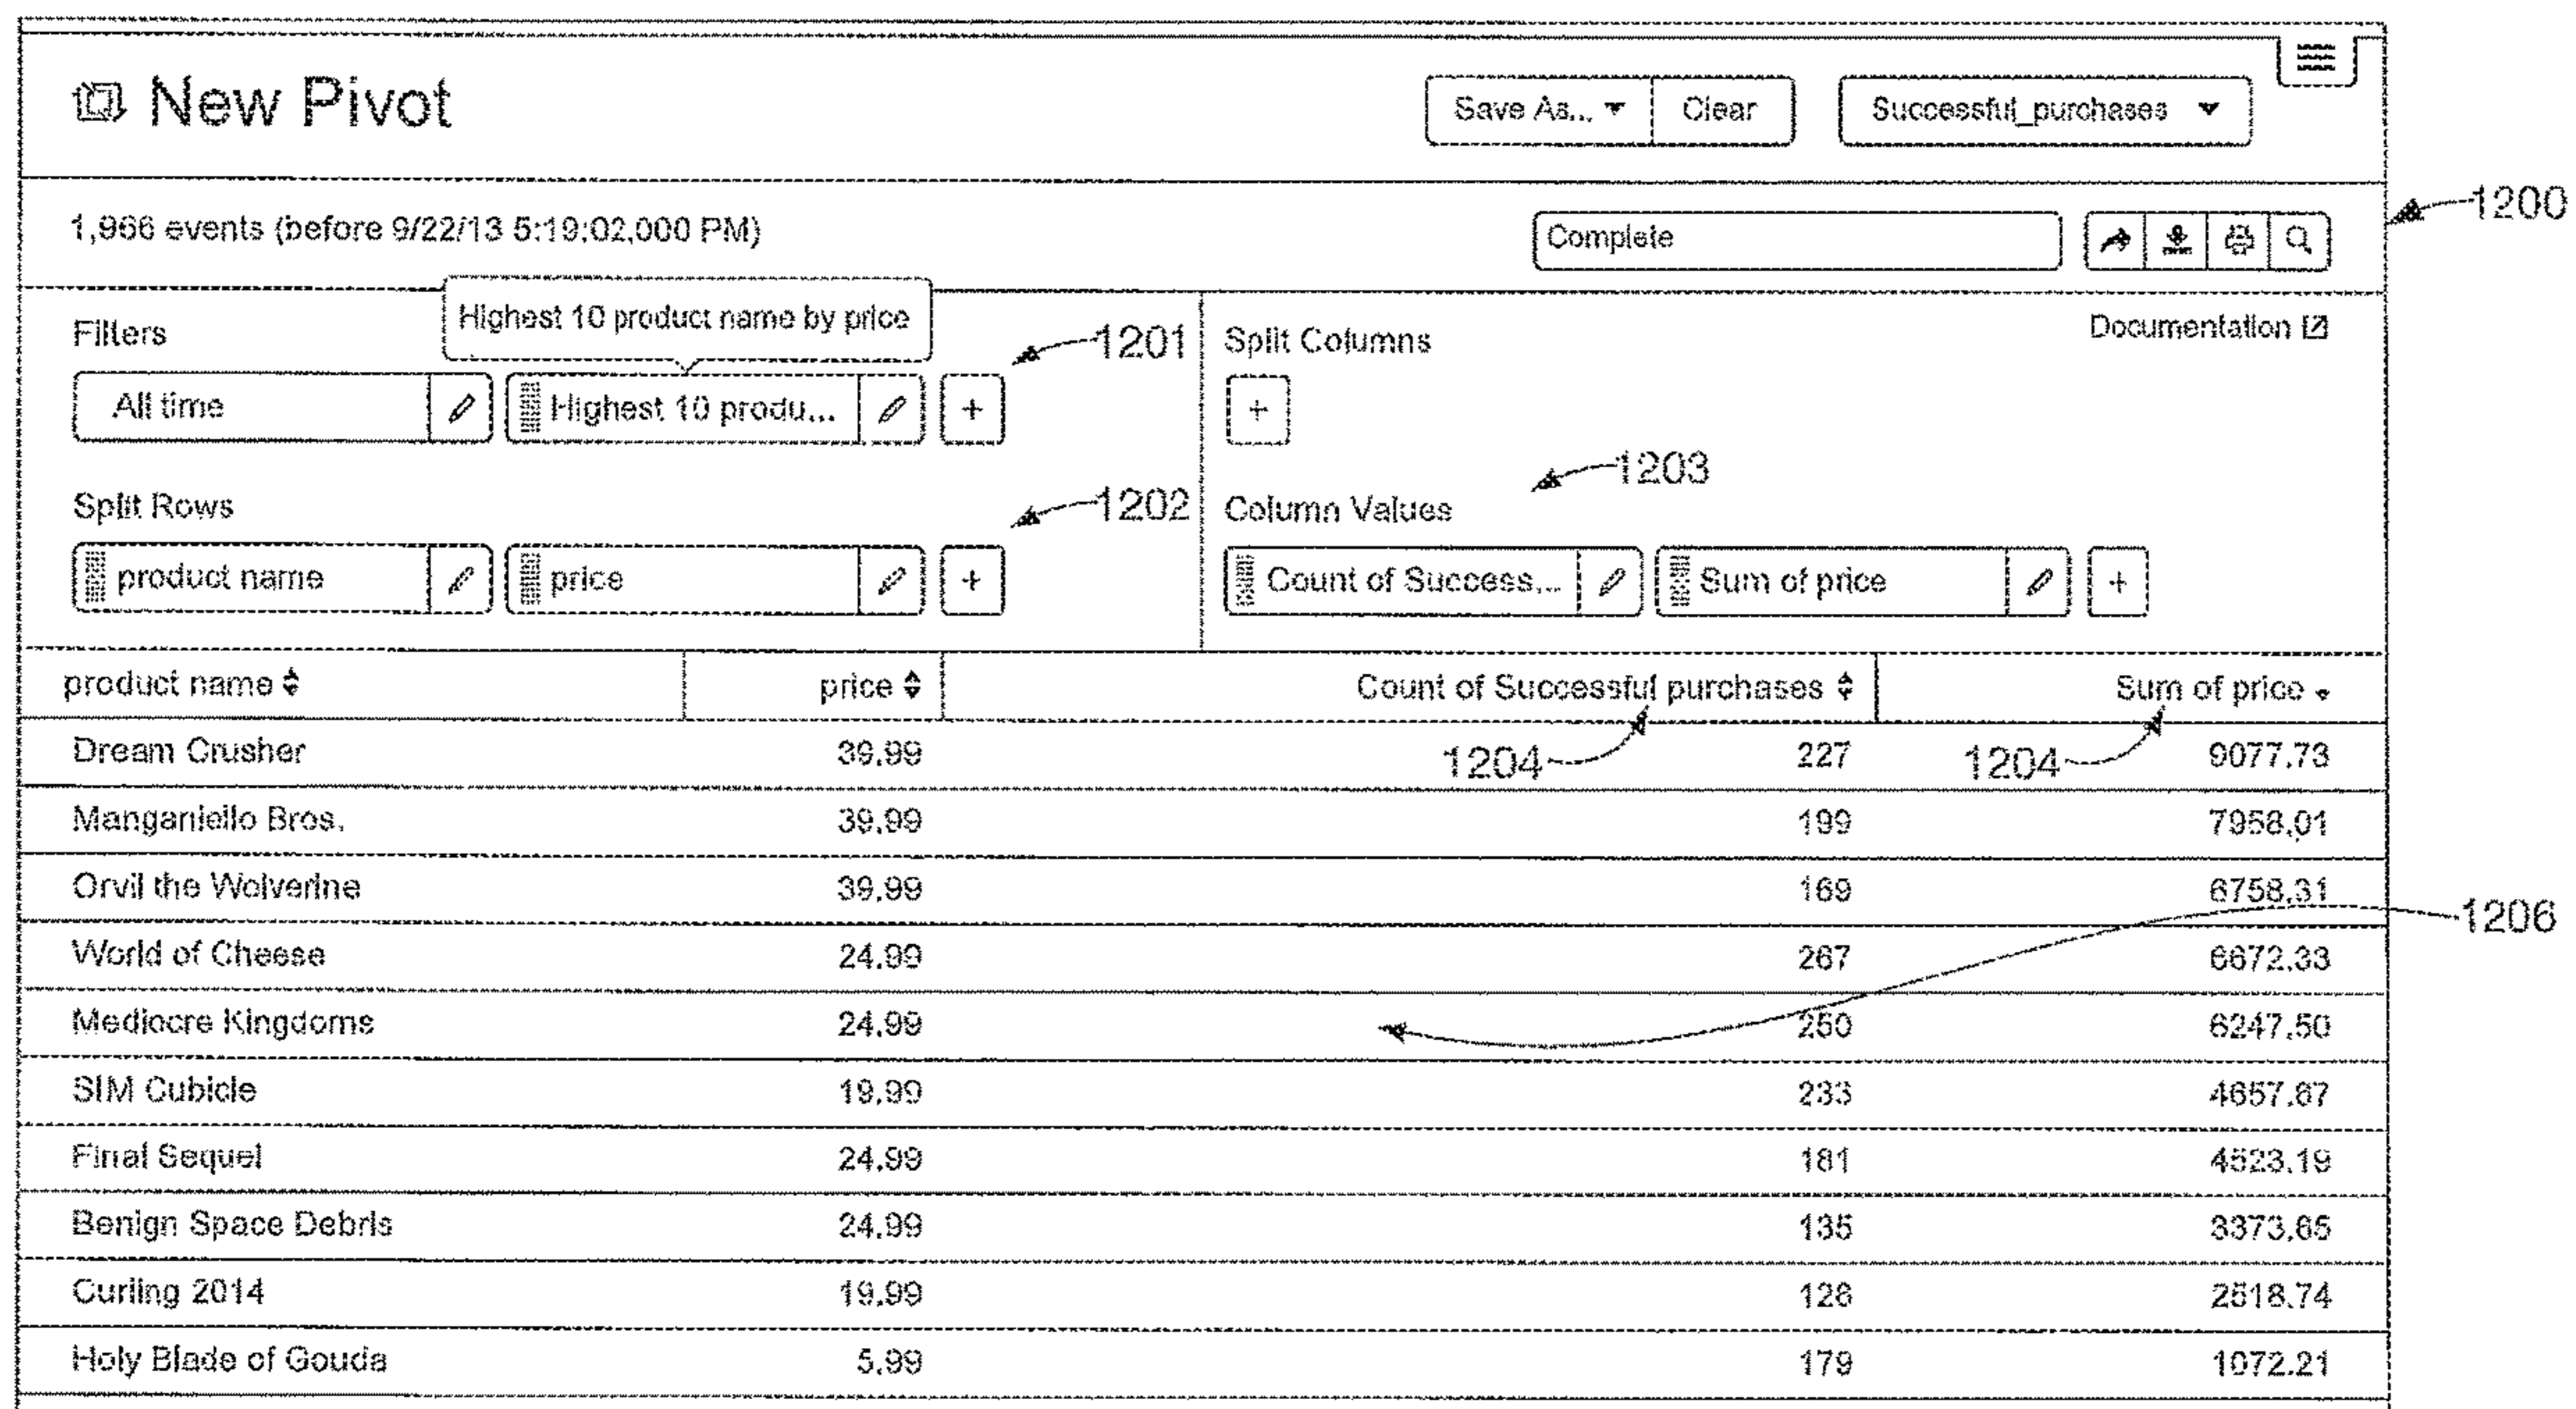 New Pivot
Save As... Clear Successful_purchases
1,966 events (before 9/22/13 5:19:02.000 PM)
Complete
1200
Filters
Highest 10 product name by price
1201
Split Columns
Documentation
All time
Highest 10 produ...
+
+
1203
Split Rows
1202
Column Values
product name
price
+
Count of Success...
Sum of price
+
product name price Count of Successful purchases Sum of price
Dream Crusher 39.99 1204 227 1204 9077.73
Manganiello Bros. 39.99 199 7958.01
Orvil the Wolverine 39.99 169 6758.31
1206
World of Cheese 24.99 267 6672.33
Mediocre Kingdoms 24.99 250 6247.50
SIM Cubicle 19.99 233 4657.67
Final Sequel 24.99 181 4523.19
Benign Space Debris 24.99 135 3373.65
Curling 2014 19.99 126 2518.74
Holy Blade of Gouda 5.99 179 1072.21